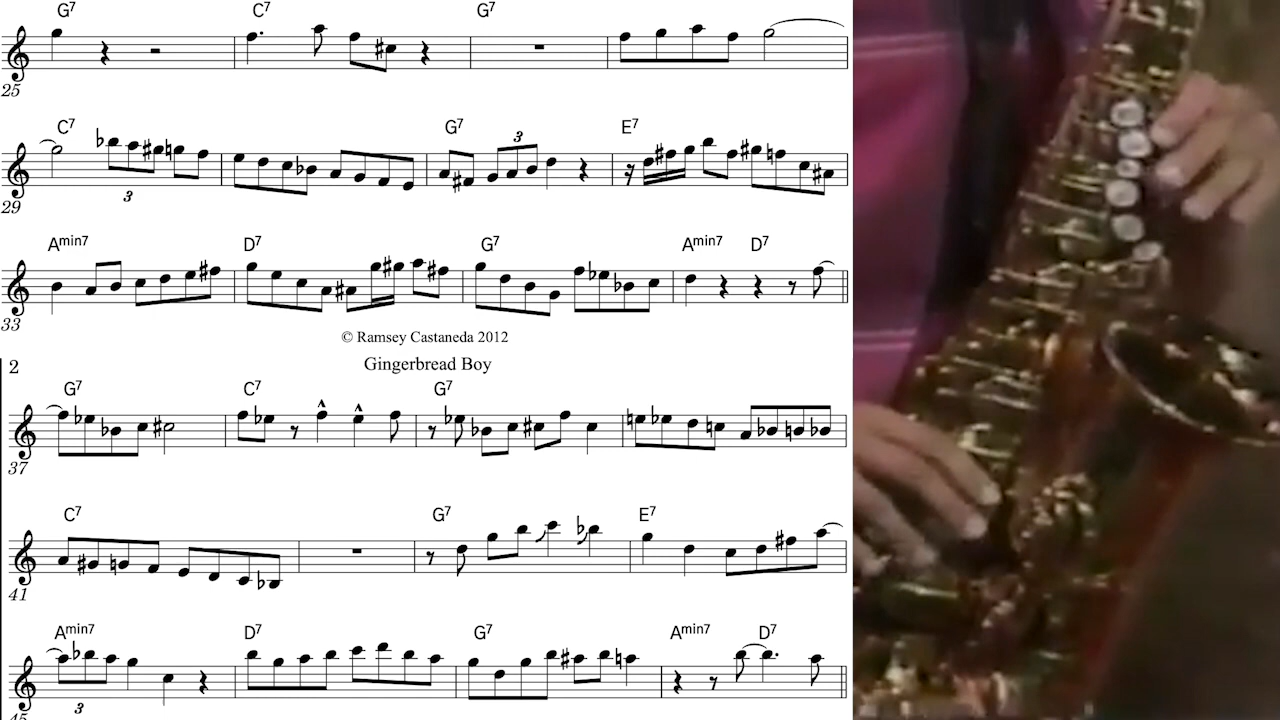 G7 C7 G7
25
C7 G7 E7
3 3
29
Amin7 D7 G7 Amin7 D7
33
© Ramsey Castaneda 2012
2 Gingerbread Boy
G7 C7 G7
37
C7 G7 E7
41
Amin7 D7 G7 Amin7 D7
3
45